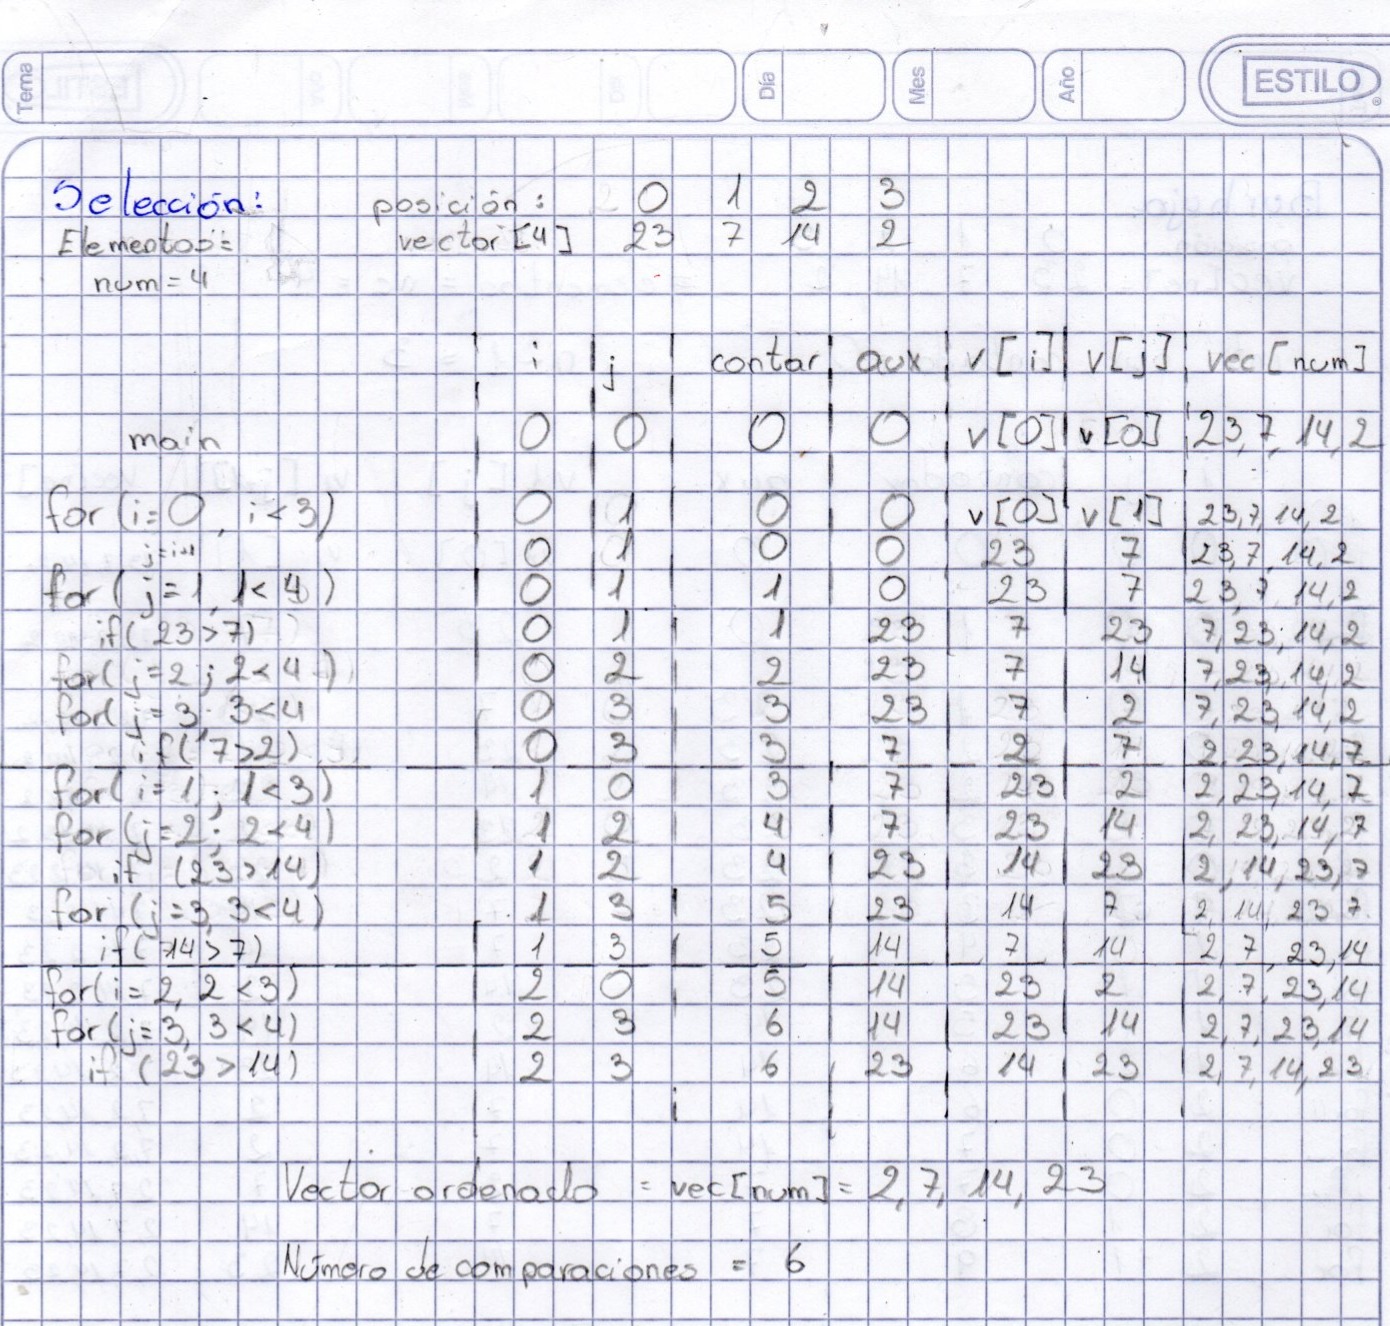 Tema Día Mes Año ESTILO
Selección: posición: 0 1 2 3
Elementos: vector[4] 23 7 14 2
num=4
i j contar aux v[i] v[j] vec[num]
main 0 0 0 0 v[0] v[0] 23,7,14,2
for(i=0, i<3) 0 1 0 0 v[0] v[1] 23,7,14,2
j=i+1 0 1 0 0 23 7 23,7,14,2
for(j=1, 1<4) 0 1 1 0 23 7 23,7,14,2
if(23>7) 0 1 1 23 7 23 7,23,14,2
for(j=2; 2<4) 0 2 2 23 7 14 7,23,14,2
for(j=3; 3<4 0 3 3 23 7 2 7,23,14,2
if(7>2) 0 3 3 7 2 7 2,23,14,7
for(i=1; 1<3) 1 0 3 7 23 2 2,23,14,7
for(j=2; 2<4) 1 2 4 7 23 14 2,23,14,7
if (23>14) 1 2 4 23 14 23 2,14,23,7
for(j=3,3<4) 1 3 5 23 14 7 2,14,23 7
if(14>7) 1 3 5 14 7 14 2,7,23,14
for(i=2, 2<3) 2 0 5 14 23 2 2,7,23,14
for(j=3, 3<4) 2 3 6 14 23 14 2,7,23,14
if (23>14) 2 3 6 23 14 23 2,7,14,23
Vector ordenado = vec[num] = 2,7,14,23
Número de comparaciones = 6